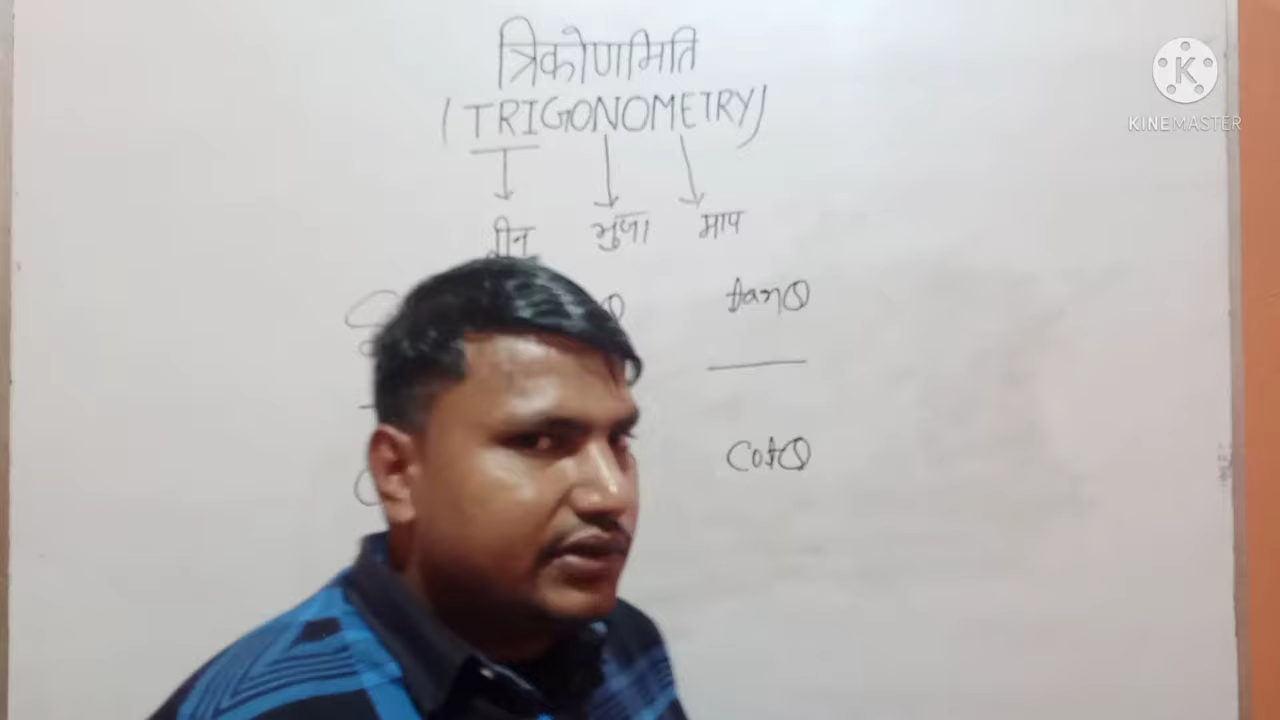 त्रिकोणमिति
(TRIGONOMETRY)
तीन भुजा माप
tanθ
cotθ
KINEMASTER